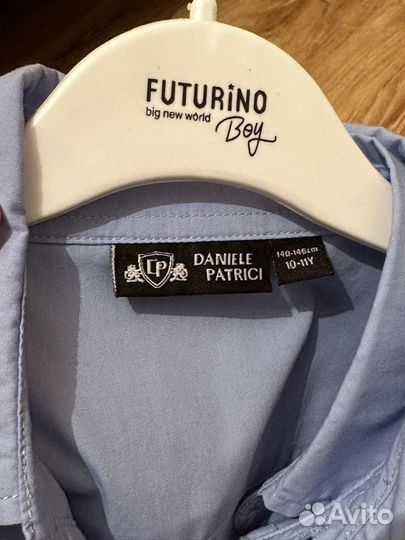 FUTURiNO
big new world
Boy
DP
DANIELE
PATRICI
140-146cm
10-11Y
Avito